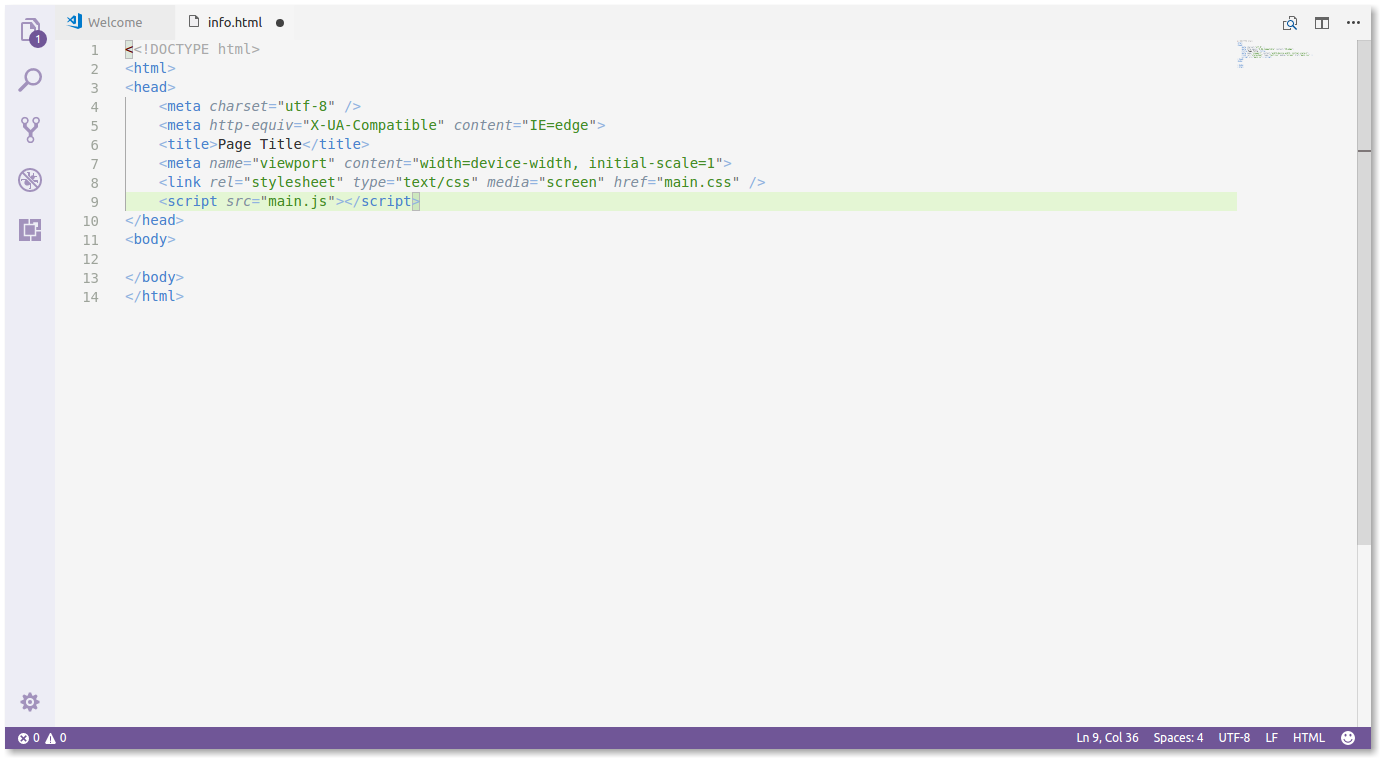 Welcome info.html
1
1 <<!DOCTYPE html>
2 <html>
3 <head>
4     <meta charset="utf-8" />
5     <meta http-equiv="X-UA-Compatible" content="IE=edge">
6     <title>Page Title</title>
7     <meta name="viewport" content="width=device-width, initial-scale=1">
8     <link rel="stylesheet" type="text/css" media="screen" href="main.css" />
9     <script src="main.js"></script>
10 </head>
11 <body>
12
13 </body>
14 </html>
0 0 Ln 9, Col 36 Spaces: 4 UTF-8 LF HTML